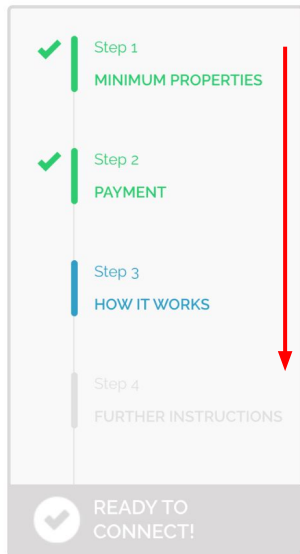 Step 1
MINIMUM PROPERTIES
Step 2
PAYMENT
Step 3
HOW IT WORKS
Step 4
FURTHER INSTRUCTIONS
READY TO
CONNECT!